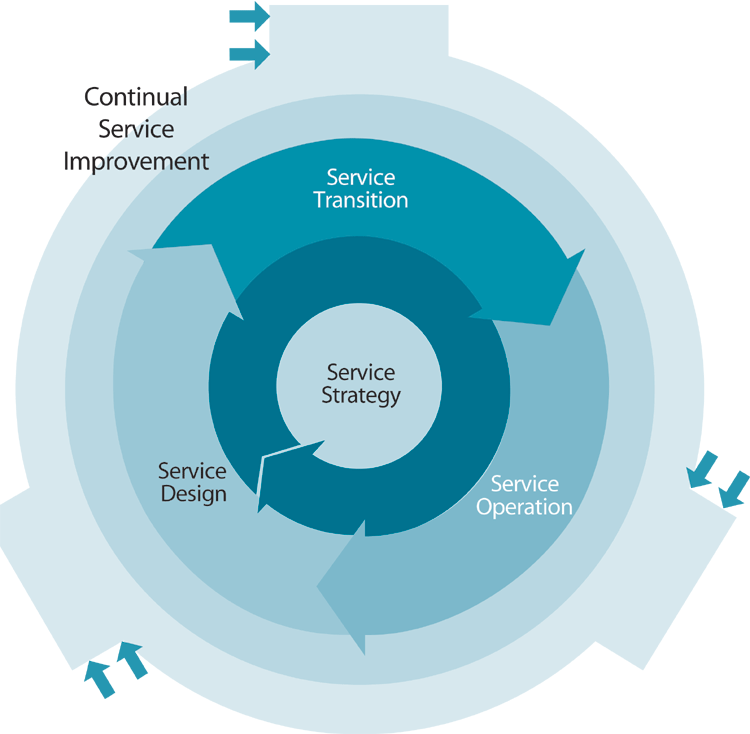 Continual
Service
Improvement
Service
Transition
Service
Strategy
Service
Design
Service
Operation